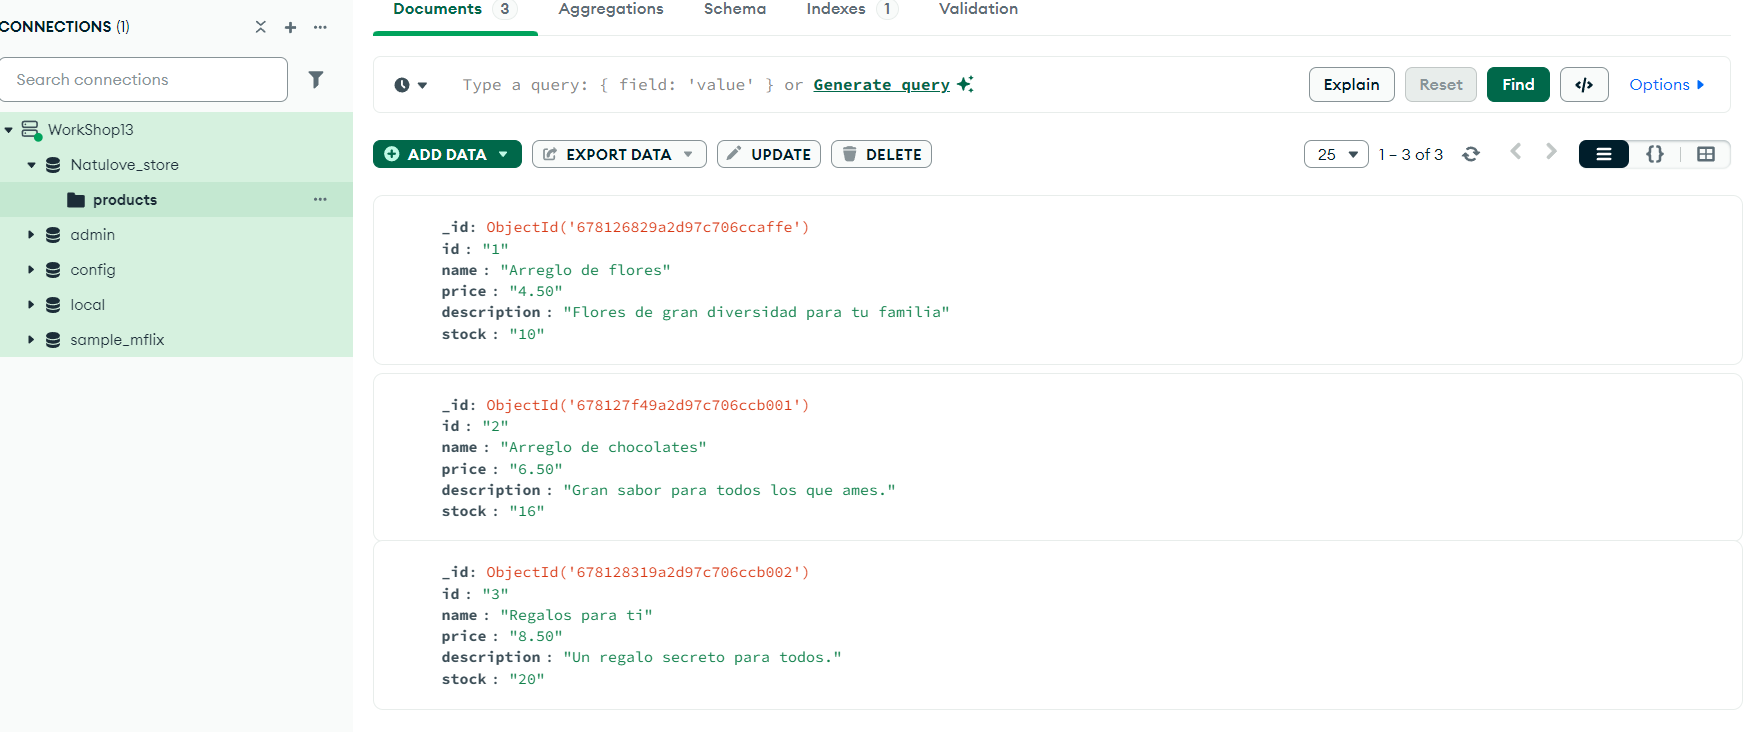 CONNECTIONS (1)
Search connections
WorkShop13
Natulove_store
products
admin
config
local
sample_mflix
Documents 3 Aggregations Schema Indexes 1 Validation
Type a query: { field: 'value' } or Generate query
Explain Reset Find </> Options
ADD DATA EXPORT DATA UPDATE DELETE
25 1 – 3 of 3 {}
_id: ObjectId('678126829a2d97c706ccaffe')
id : "1"
name : "Arreglo de flores"
price : "4.50"
description : "Flores de gran diversidad para tu familia"
stock : "10"
_id: ObjectId('678127f49a2d97c706ccb001')
id : "2"
name : "Arreglo de chocolates"
price : "6.50"
description : "Gran sabor para todos los que ames."
stock : "16"
_id: ObjectId('678128319a2d97c706ccb002')
id : "3"
name : "Regalos para ti"
price : "8.50"
description : "Un regalo secreto para todos."
stock : "20"